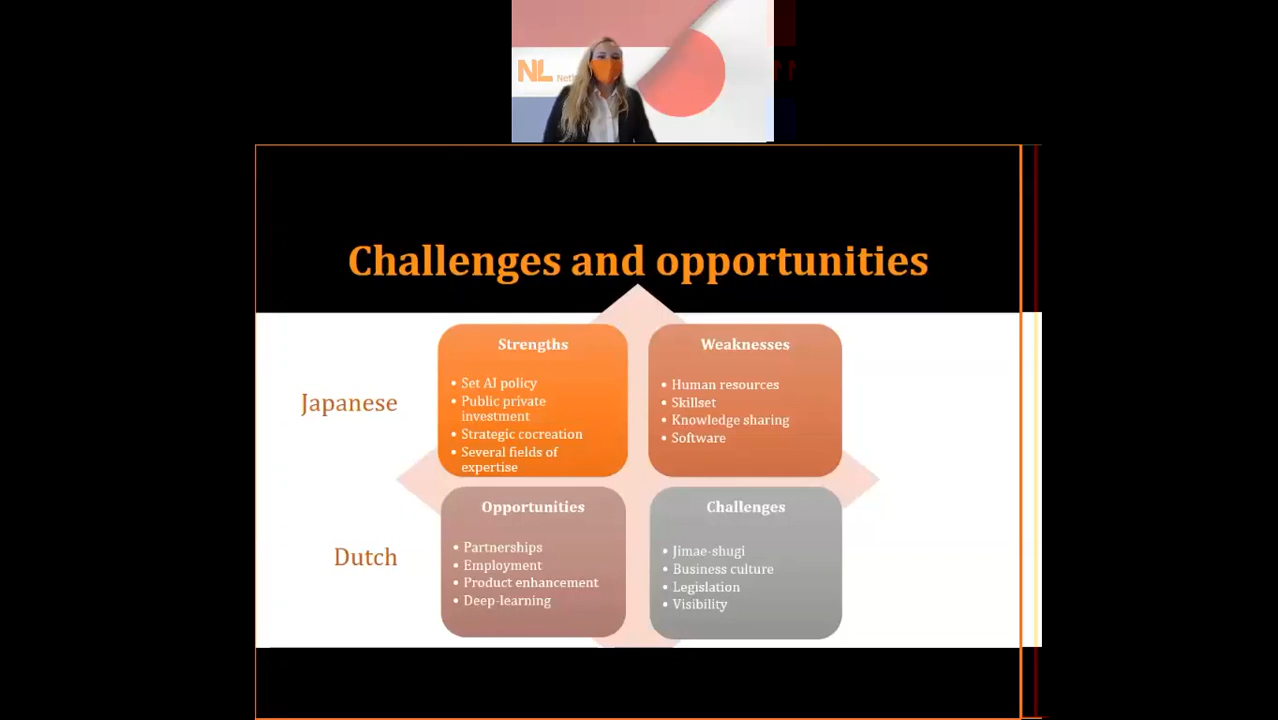 NL
Challenges and opportunities
Japanese
Strengths
• Set AI policy
• Public private
investment
• Strategic cocreation
• Several fields of
expertise
Weaknesses
• Human resources
• Skillset
• Knowledge sharing
• Software
Dutch
Opportunities
• Partnerships
• Employment
• Product enhancement
• Deep-learning
Challenges
• Jimae-shugi
• Business culture
• Legislation
• Visibility